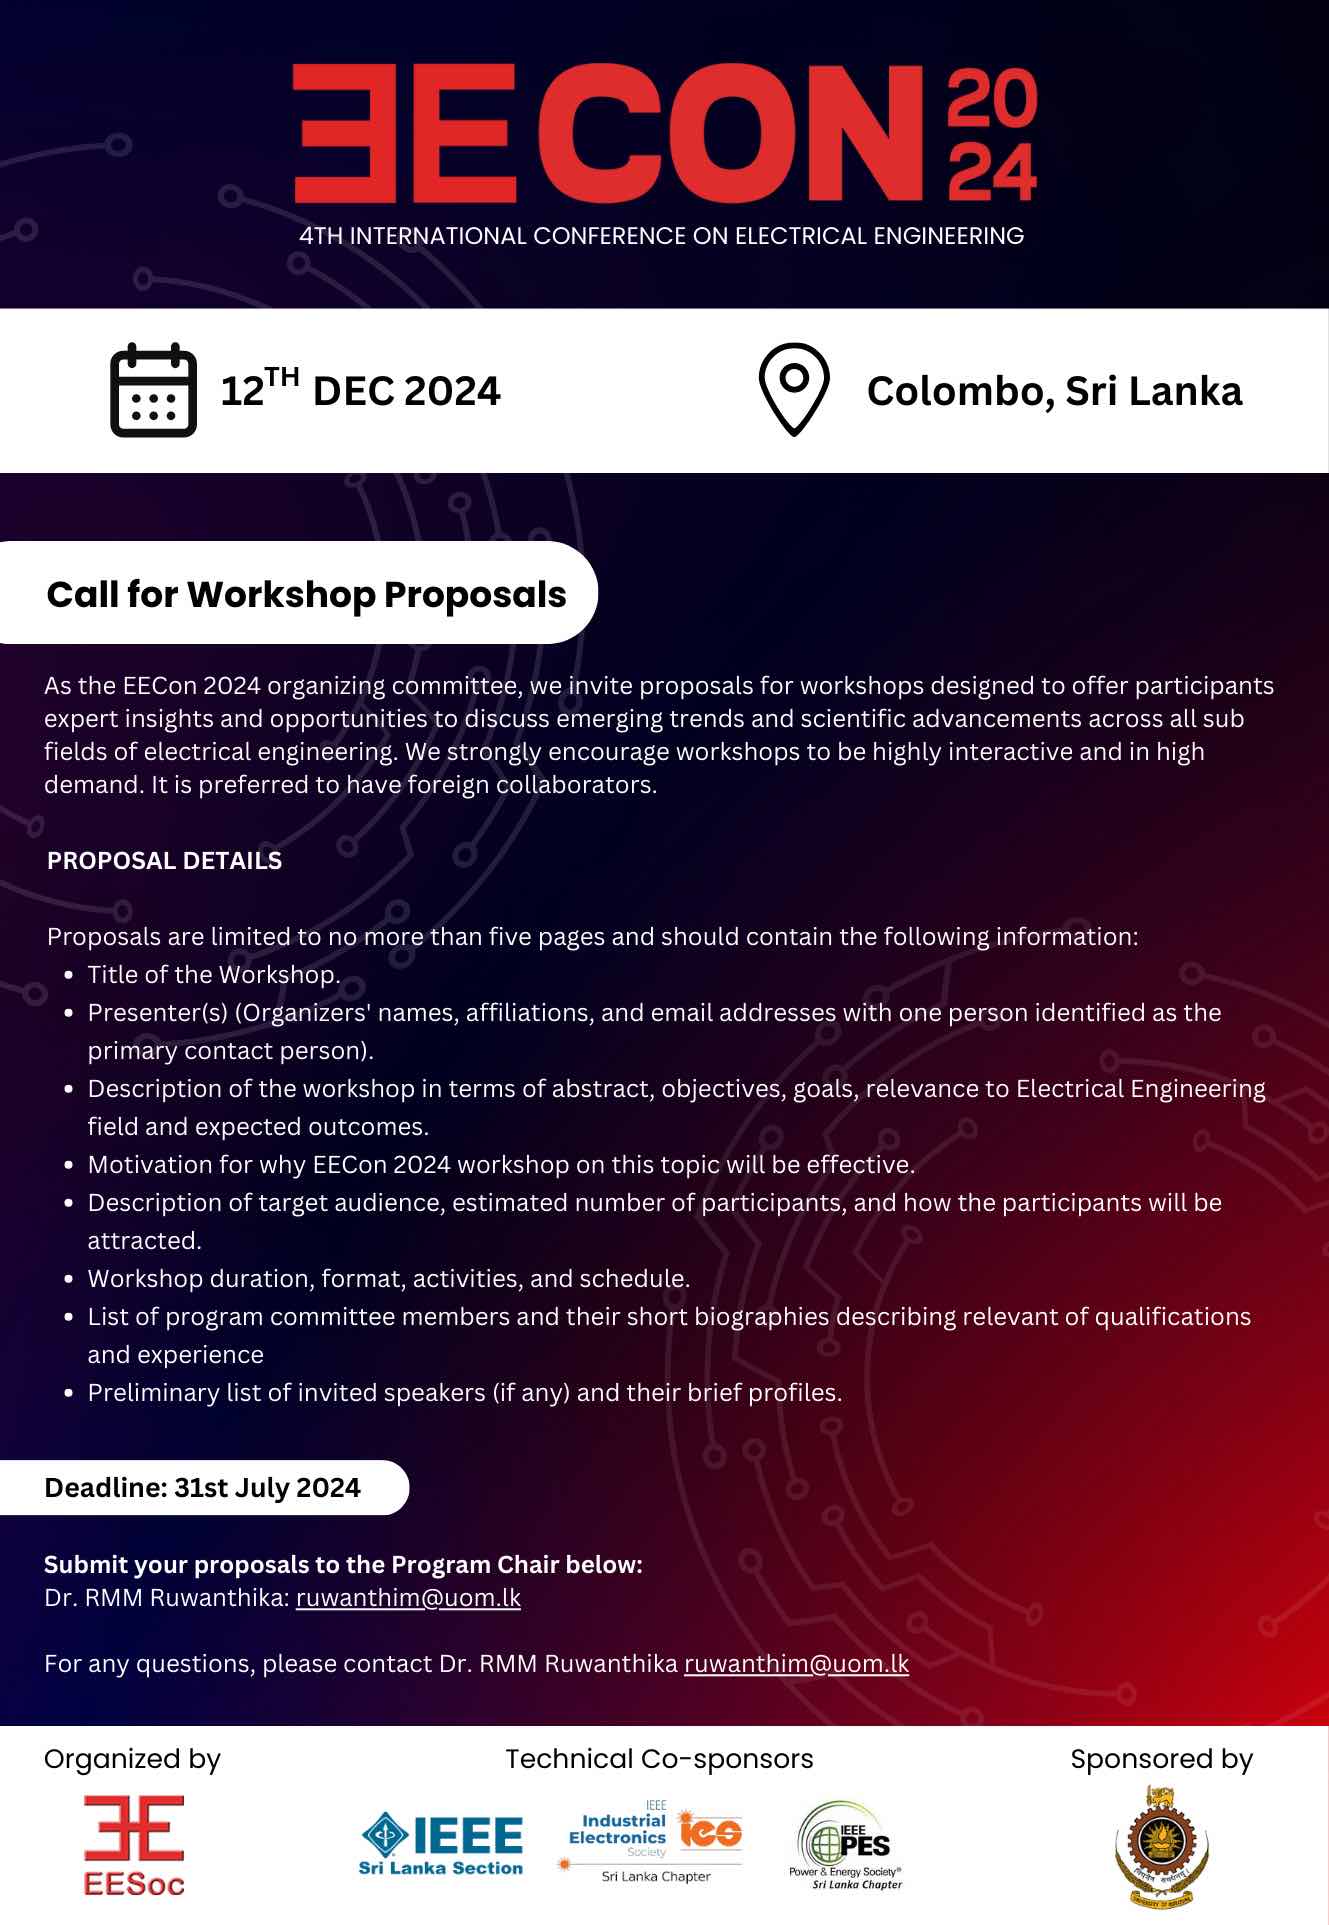 EECON 2024
4TH INTERNATIONAL CONFERENCE ON ELECTRICAL ENGINEERING
12TH DEC 2024
Colombo, Sri Lanka
Call for Workshop Proposals
As the EECon 2024 organizing committee, we invite proposals for workshops designed to offer participants
expert insights and opportunities to discuss emerging trends and scientific advancements across all sub
fields of electrical engineering. We strongly encourage workshops to be highly interactive and in high
demand. It is preferred to have foreign collaborators.
PROPOSAL DETAILS
Proposals are limited to no more than five pages and should contain the following information:
• Title of the Workshop.
• Presenter(s) (Organizers' names, affiliations, and email addresses with one person identified as the
primary contact person).
• Description of the workshop in terms of abstract, objectives, goals, relevance to Electrical Engineering
field and expected outcomes.
• Motivation for why EECon 2024 workshop on this topic will be effective.
• Description of target audience, estimated number of participants, and how the participants will be
attracted.
• Workshop duration, format, activities, and schedule.
• List of program committee members and their short biographies describing relevant of qualifications
and experience
• Preliminary list of invited speakers (if any) and their brief profiles.
Deadline: 31st July 2024
Submit your proposals to the Program Chair below:
Dr. RMM Ruwanthika: ruwanthim@uom.lk
For any questions, please contact Dr. RMM Ruwanthika ruwanthim@uom.lk
Organized by
EE
EESoc
Technical Co-sponsors
IEEE
Sri Lanka Section
IEEE
Industrial
Electronics
Society
ies
Sri Lanka Chapter
IEEE
PES
Power & Energy Society®
Sri Lanka Chapter
Sponsored by